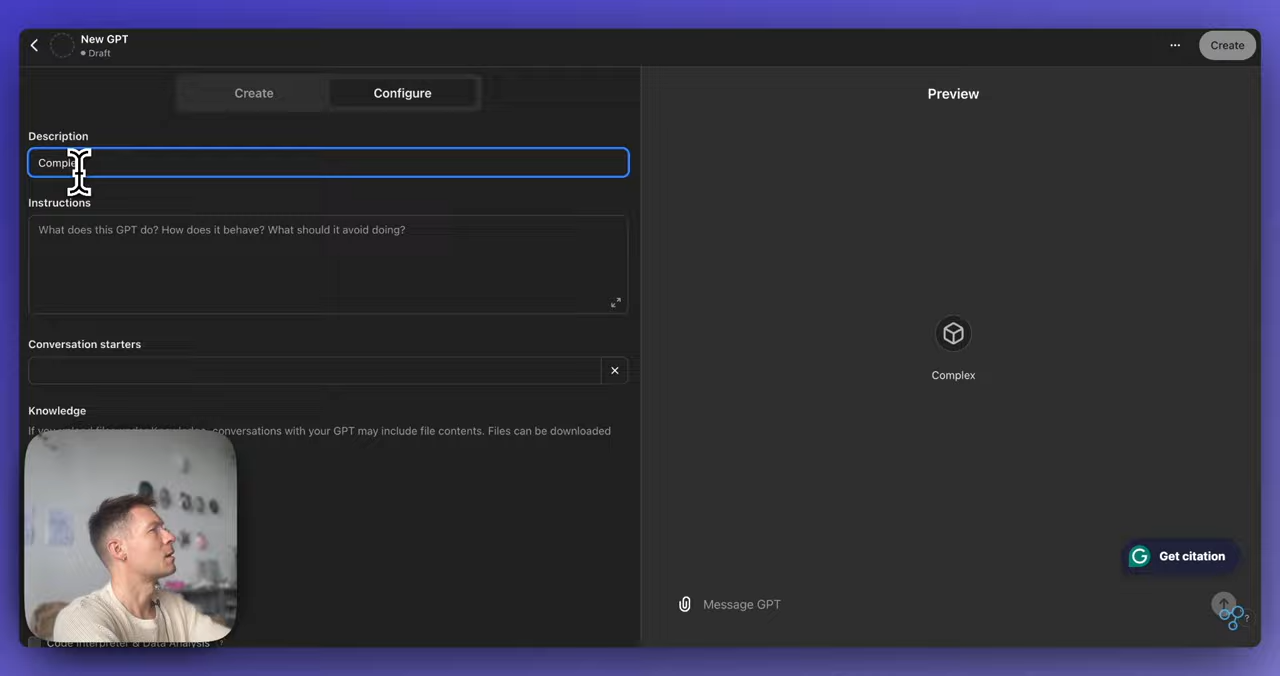 New GPT
Draft
Create
Create
Configure
Preview
Description
Comple
Instructions
What does this GPT do? How does it behave? What should it avoid doing?
Complex
Conversation starters
Knowledge
conversations with your GPT may include file contents. Files can be downloaded
Get citation
Message GPT
Code Interpreter & Data Analysis